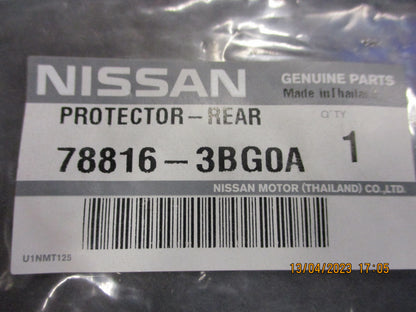 NISSAN
GENUINE PARTS
Made in Thailand
PROTECTOR-REAR
Q'TY
78816-3BG0A
1
NISSAN MOTOR (THAILAND) CO.,LTD.
U1NMT125
13/04/2023 17:05